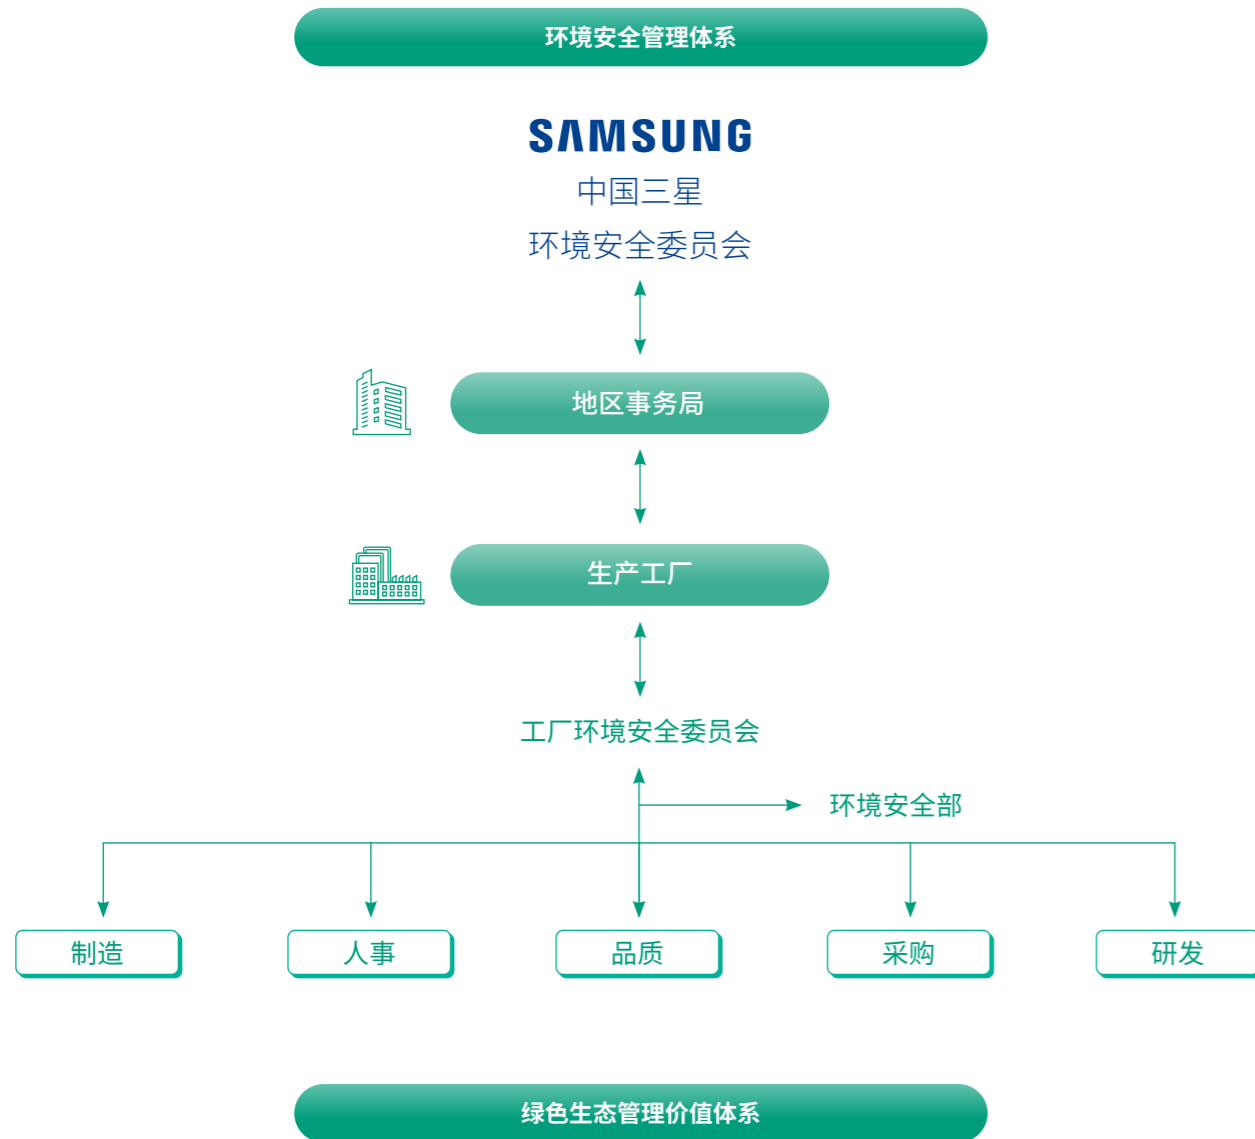 环境安全管理体系
SAMSUNG
中国三星
环境安全委员会
地区事务局
生产工厂
工厂环境安全委员会
环境安全部
制造
人事
品质
采购
研发
绿色生态管理价值体系